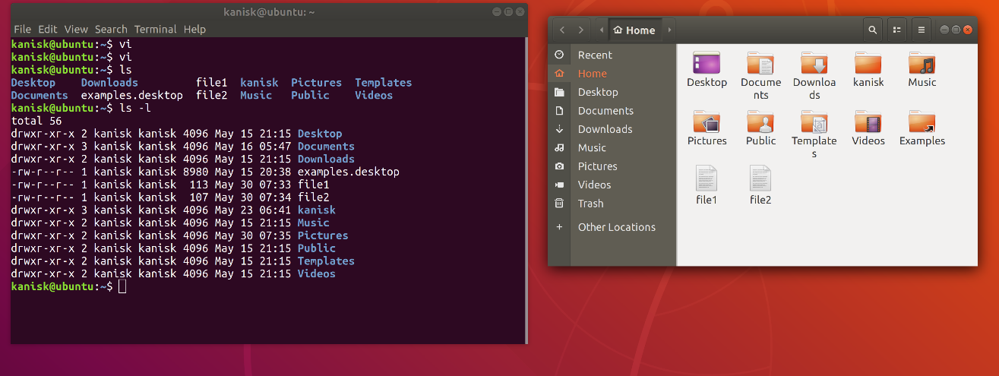 kanisk@ubuntu: ~
File Edit View Search Terminal Help
kanisk@ubuntu:~$ vi
kanisk@ubuntu:~$ vi
kanisk@ubuntu:~$ ls
Desktop Downloads file1 kanisk Pictures Templates
Documents examples.desktop file2 Music Public Videos
kanisk@ubuntu:~$ ls -l
total 56
drwxr-xr-x 2 kanisk kanisk 4096 May 15 21:15 Desktop
drwxr-xr-x 3 kanisk kanisk 4096 May 16 05:47 Documents
drwxr-xr-x 2 kanisk kanisk 4096 May 15 21:15 Downloads
-rw-r--r-- 1 kanisk kanisk 8980 May 15 20:38 examples.desktop
-rw-r--r-- 1 kanisk kanisk 113 May 30 07:33 file1
-rw-r--r-- 1 kanisk kanisk 107 May 30 07:34 file2
drwxr-xr-x 3 kanisk kanisk 4096 May 23 06:41 kanisk
drwxr-xr-x 2 kanisk kanisk 4096 May 15 21:15 Music
drwxr-xr-x 2 kanisk kanisk 4096 May 30 07:35 Pictures
drwxr-xr-x 2 kanisk kanisk 4096 May 15 21:15 Public
drwxr-xr-x 2 kanisk kanisk 4096 May 15 21:15 Templates
drwxr-xr-x 2 kanisk kanisk 4096 May 15 21:15 Videos
kanisk@ubuntu:~$
Home
Recent
Home
Desktop
Documents
Downloads
Music
Pictures
Videos
Trash
+ Other Locations
Desktop
Docume
nts
Downloa
ds
kanisk
Music
Pictures
Public
Template
s
Videos
Examples
file1
file2